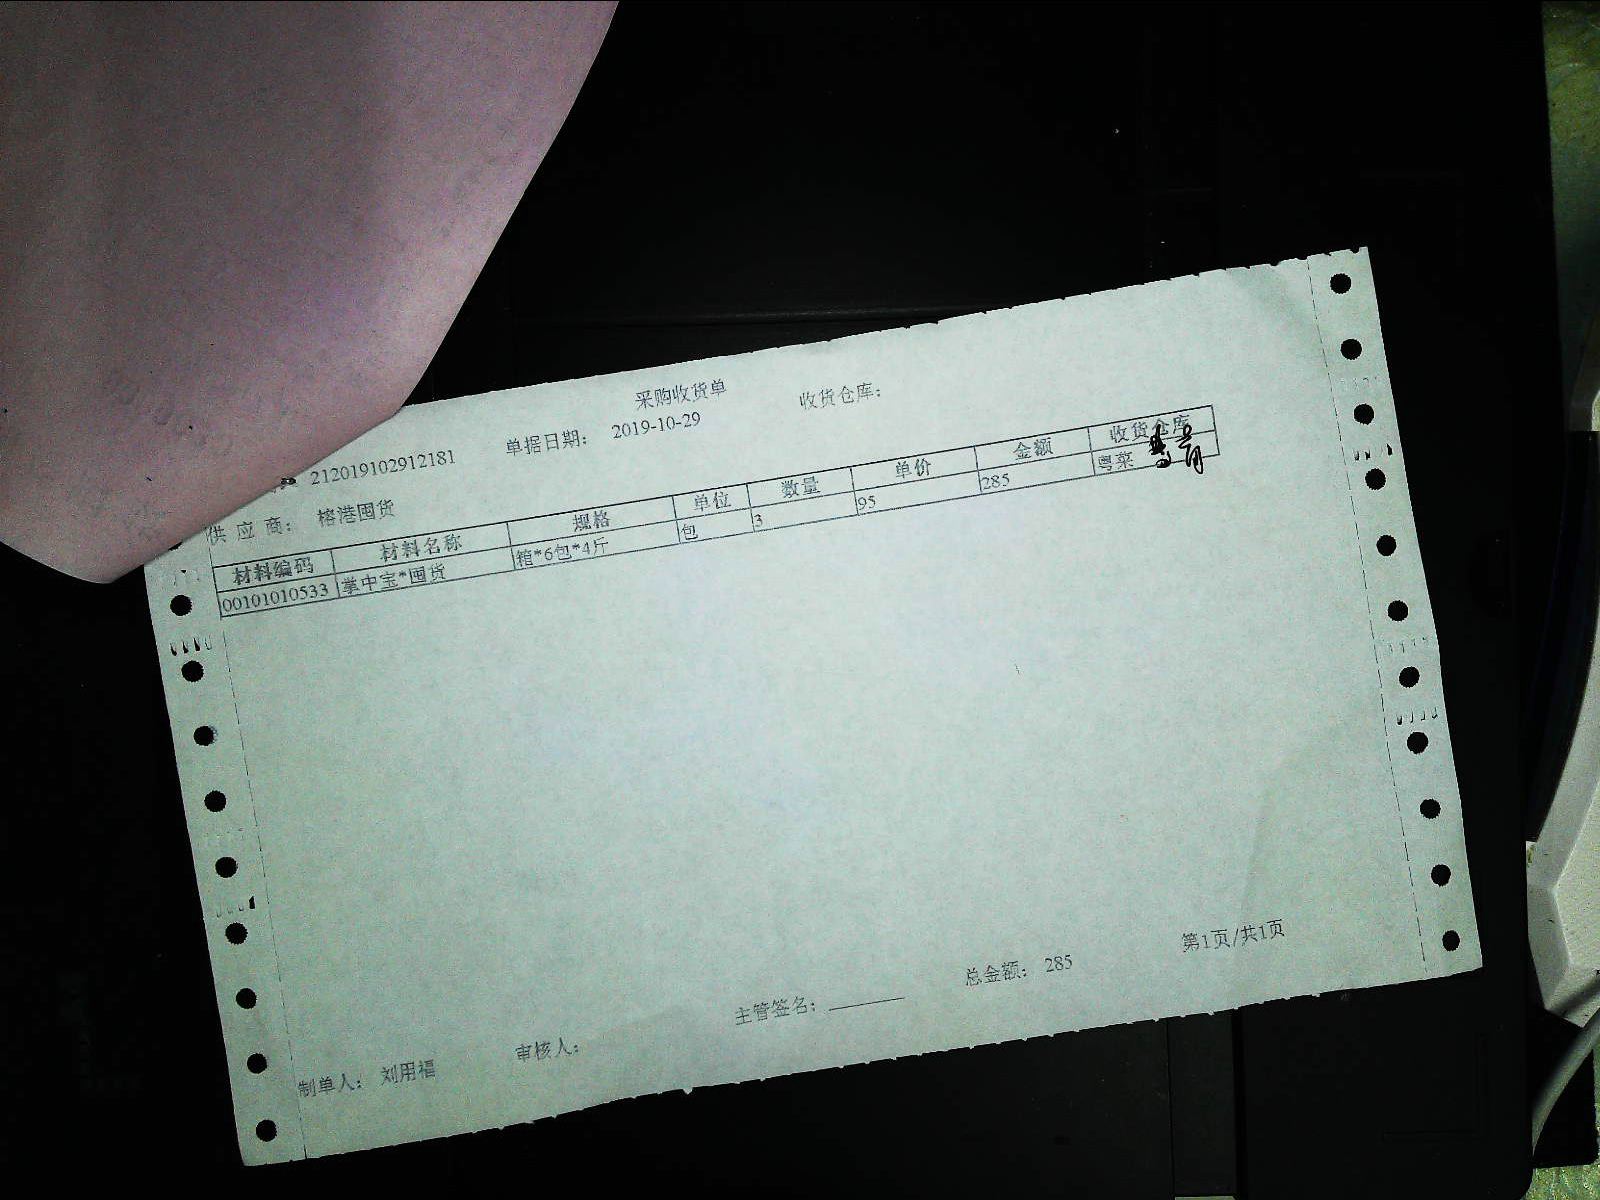 采购收货单
212019102912181 单据日期： 2019-10-29 收货仓库：
供 应 商： 榕港囤货
材料编码 材料名称 规格 单位 数量 单价 金额 收货仓库
00101010533 掌中宝*囤货 箱*6包*4斤 包 3 95 285 粤菜
制单人： 刘用福 审核人： 主管签名： 总金额： 285 第1页/共1页